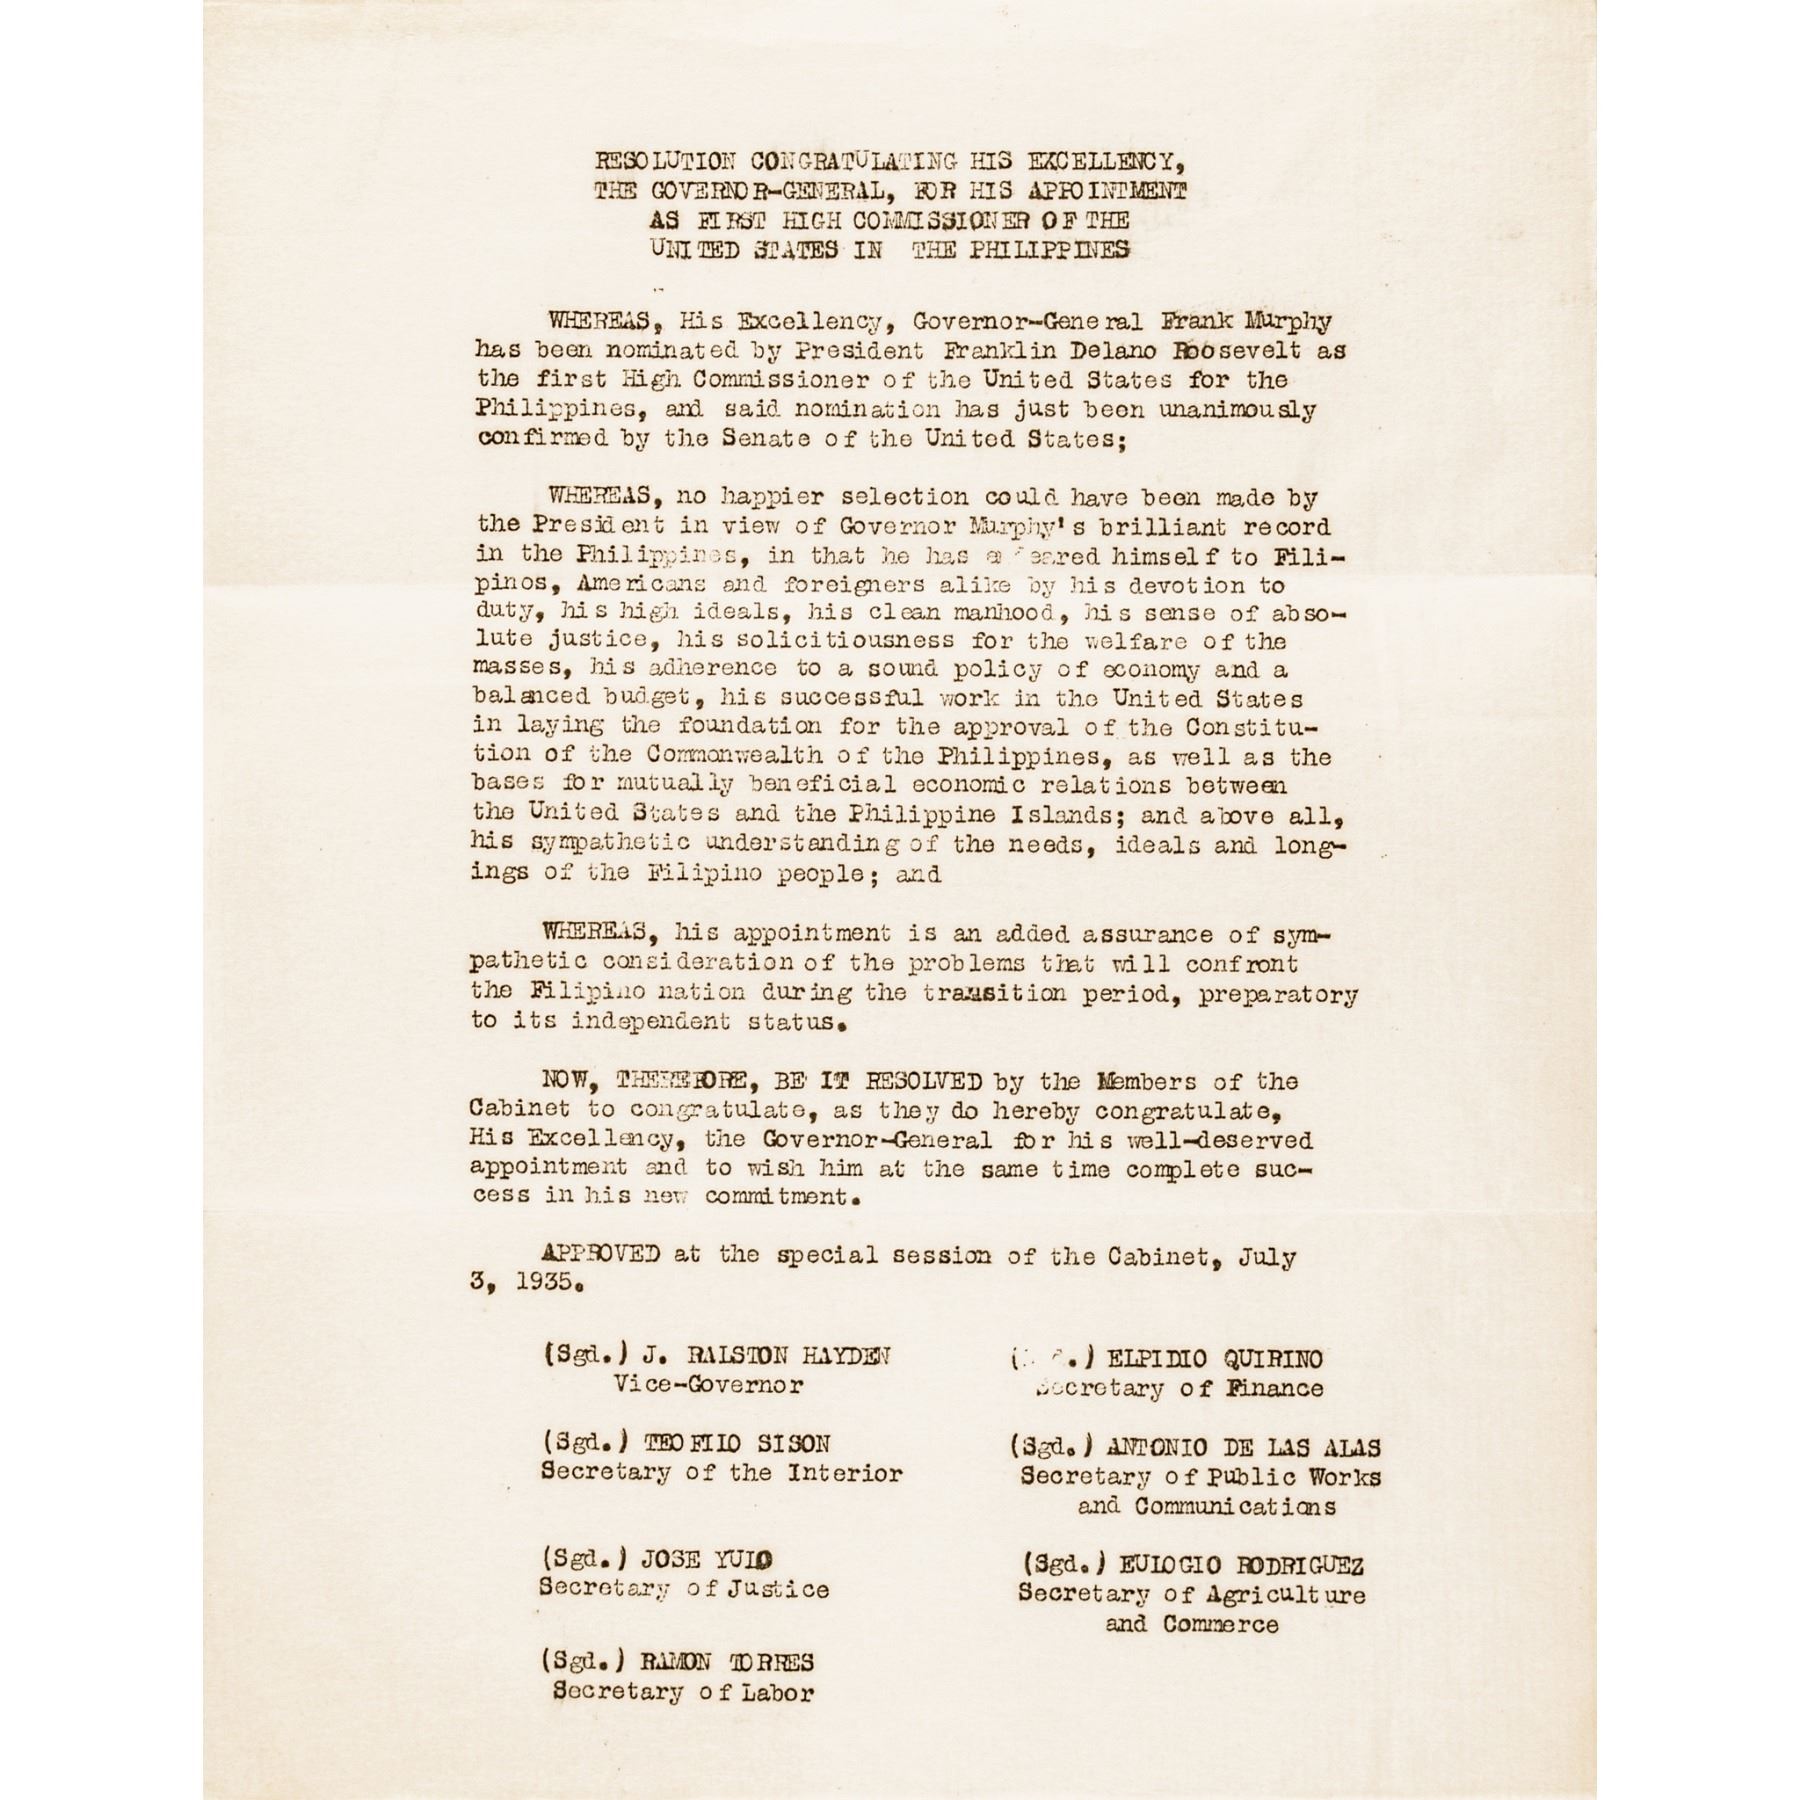 RESOLUTION CONGRATULATING HIS EXCELLENCY,
THE GOVERNOR-GENERAL, FOR HIS APPOINTMENT
AS FIRST HIGH COMMISSIONER OF THE
UNITED STATES IN THE PHILIPPINES
WHEREAS, His Excellency, Governor-General Frank Murphy
has been nominated by President Franklin Delano Roosevelt as
the first High Commissioner of the United States for the
Philippines, and said nomination has just been unanimously
confirmed by the Senate of the United States;
WHEREAS, no happier selection could have been made by
the President in view of Governor Murphy's brilliant record
in the Philippines, in that he has himself to Fili-
pinos, Americans and foreigners alike by his devotion to
duty, his high ideals, his clean manhood, his sense of abso-
lute justice, his solicitiousness for the welfare of the
masses, his adherence to a sound policy of economy and a
balanced budget, his successful work in the United States
in laying the foundation for the approval of the Constitu-
tion of the Commonwealth of the Philippines, as well as the
bases for mutually beneficial economic relations between
the United States and the Philippine Islands; and above all,
his sympathetic understanding of the needs, ideals and long-
ings of the Filipino people; and
WHEREAS, his appointment is an added assurance of sym-
pathetic consideration of the problems that will confront
the Filipino nation during the transition period, preparatory
to its independent status.
NOW, THEREFORE, BE IT RESOLVED by the Members of the
Cabinet to congratulate, as they do hereby congratulate,
His Excellency, the Governor-General for his well-deserved
appointment and to wish him at the same time complete suc-
cess in his new commitment.
APPROVED at the special session of the Cabinet, July
3, 1935.
(Sgd.) J. RALSTON HAYDEN
Vice-Governor
(Sgd.) TEOFILO SISON
Secretary of the Interior
(Sgd.) JOSE YULO
Secretary of Justice
(Sgd.) RAMON TORRES
Secretary of Labor
ELPIDIO QUIRINO
Secretary of Finance
(Sgd.) ANTONIO DE LAS ALAS
Secretary of Public Works
and Communications
(Sgd.) EULOGIO RODRIGUEZ
Secretary of Agriculture
and Commerce